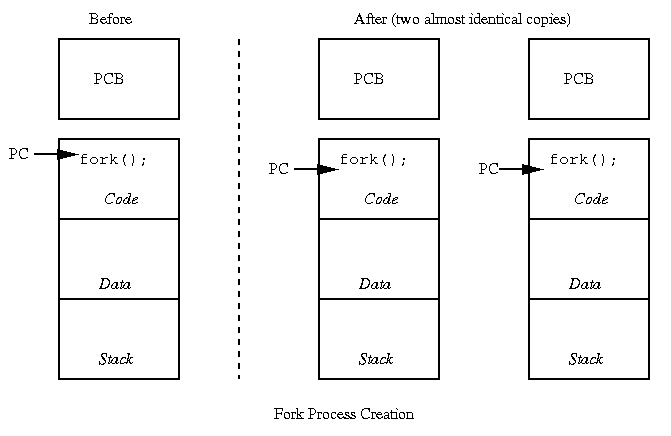 Before
After (two almost identical copies)
PCB
PCB
PCB
PC
fork();
PC
fork();
PC
fork();
Code
Code
Code
Data
Data
Data
Stack
Stack
Stack
Fork Process Creation